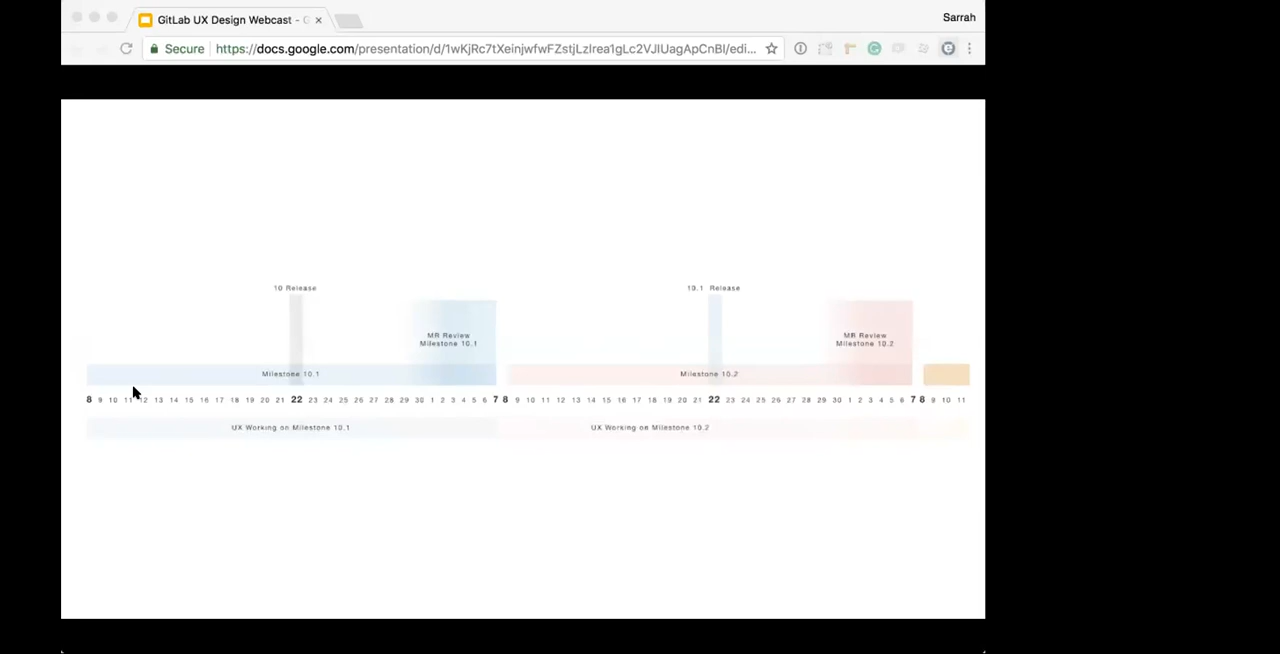 GitLab UX Design Webcast - G
Sarrah
Secure https://docs.google.com/presentation/d/1wKjRc7tXeinjwfwFZstjLzIrea1gLc2VJIUagApCnBI/edi...
10 Release
10.1 Release
MR Review
Milestone 10.1
MR Review
Milestone 10.2
Milestone 10.1
Milestone 10.2
8 9 10 11 12 13 14 15 16 17 18 19 20 21 22 23 24 25 26 27 28 29 30 1 2 3 4 5 6 7 8 9 10 11 12 13 14 15 16 17 18 19 20 21 22 23 24 25 26 27 28 29 30 1 2 3 4 5 6 7 8 9 10 11
UX Working on Milestone 10.1
UX Working on Milestone 10.2